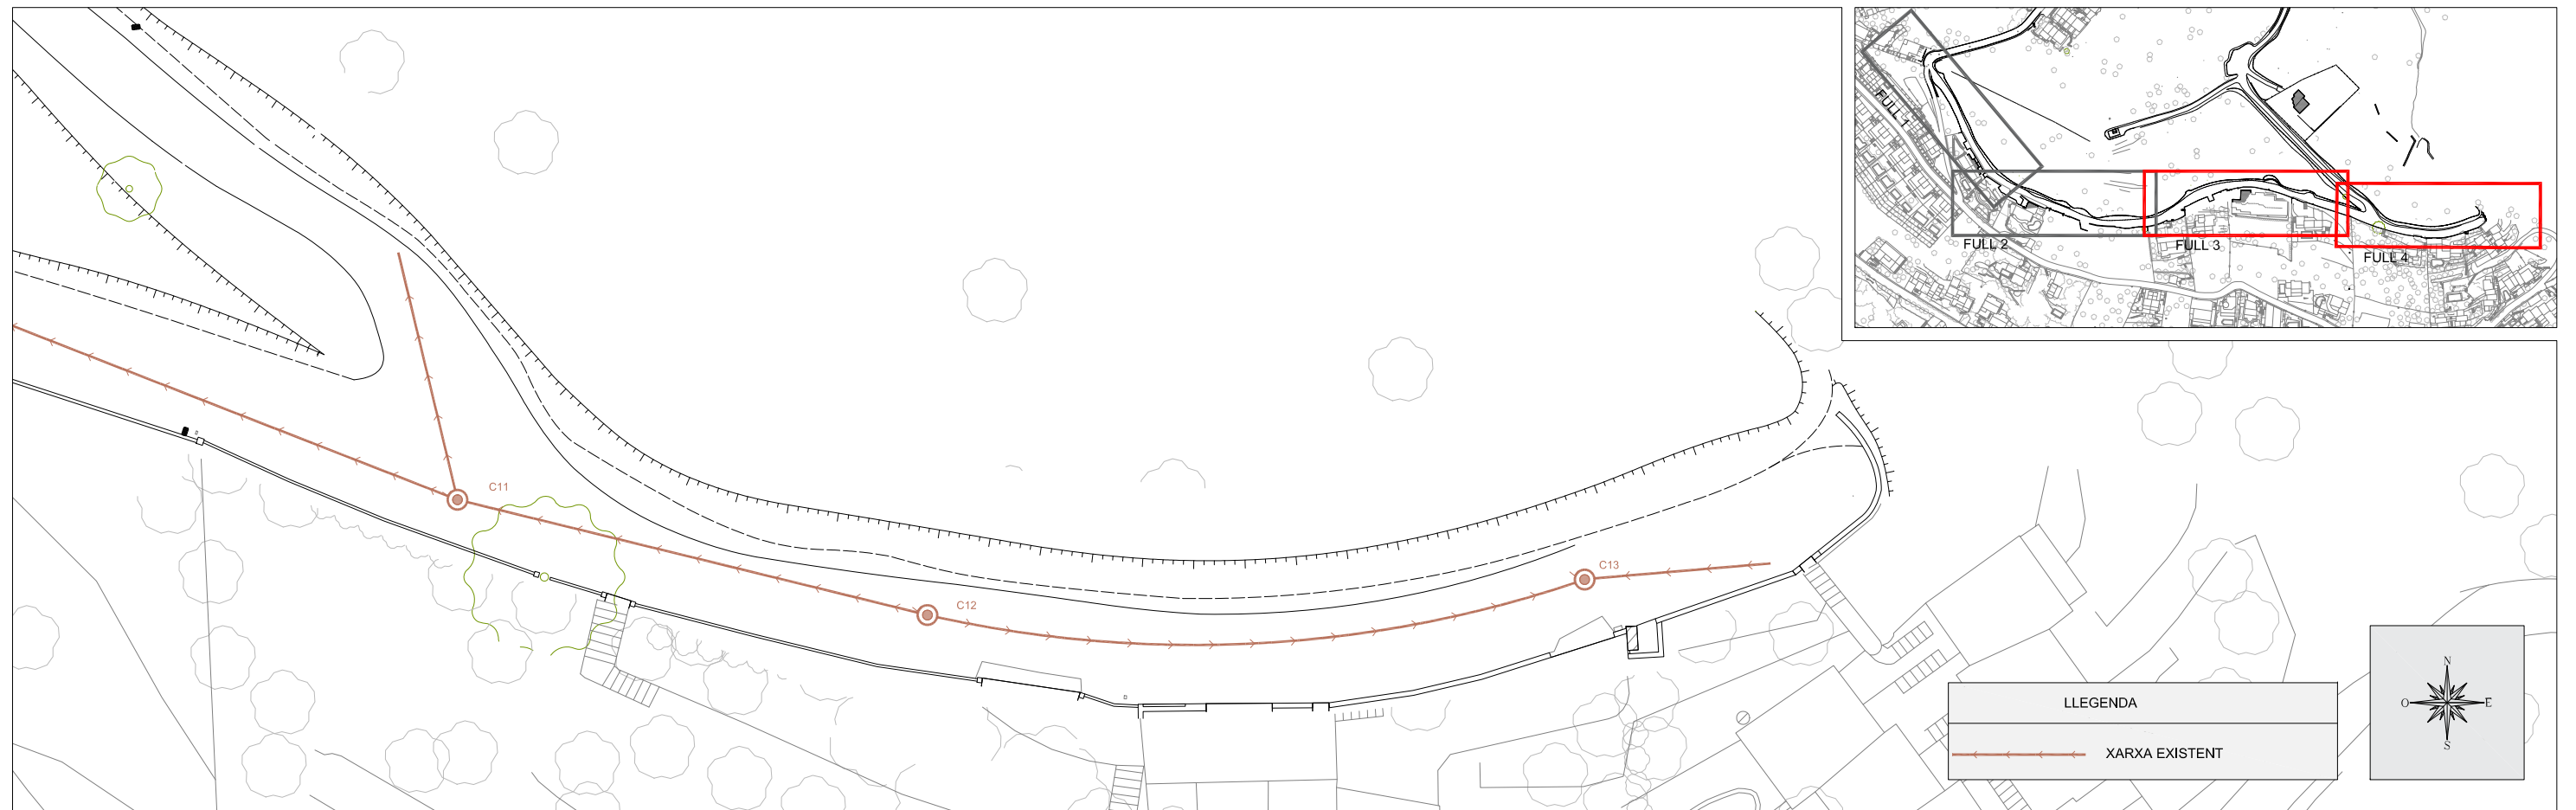 FULL 1
FULL 2
FULL 3
FULL 4
C11
C12
C13
N
O
E
S
LLEGENDA
XARXA EXISTENT